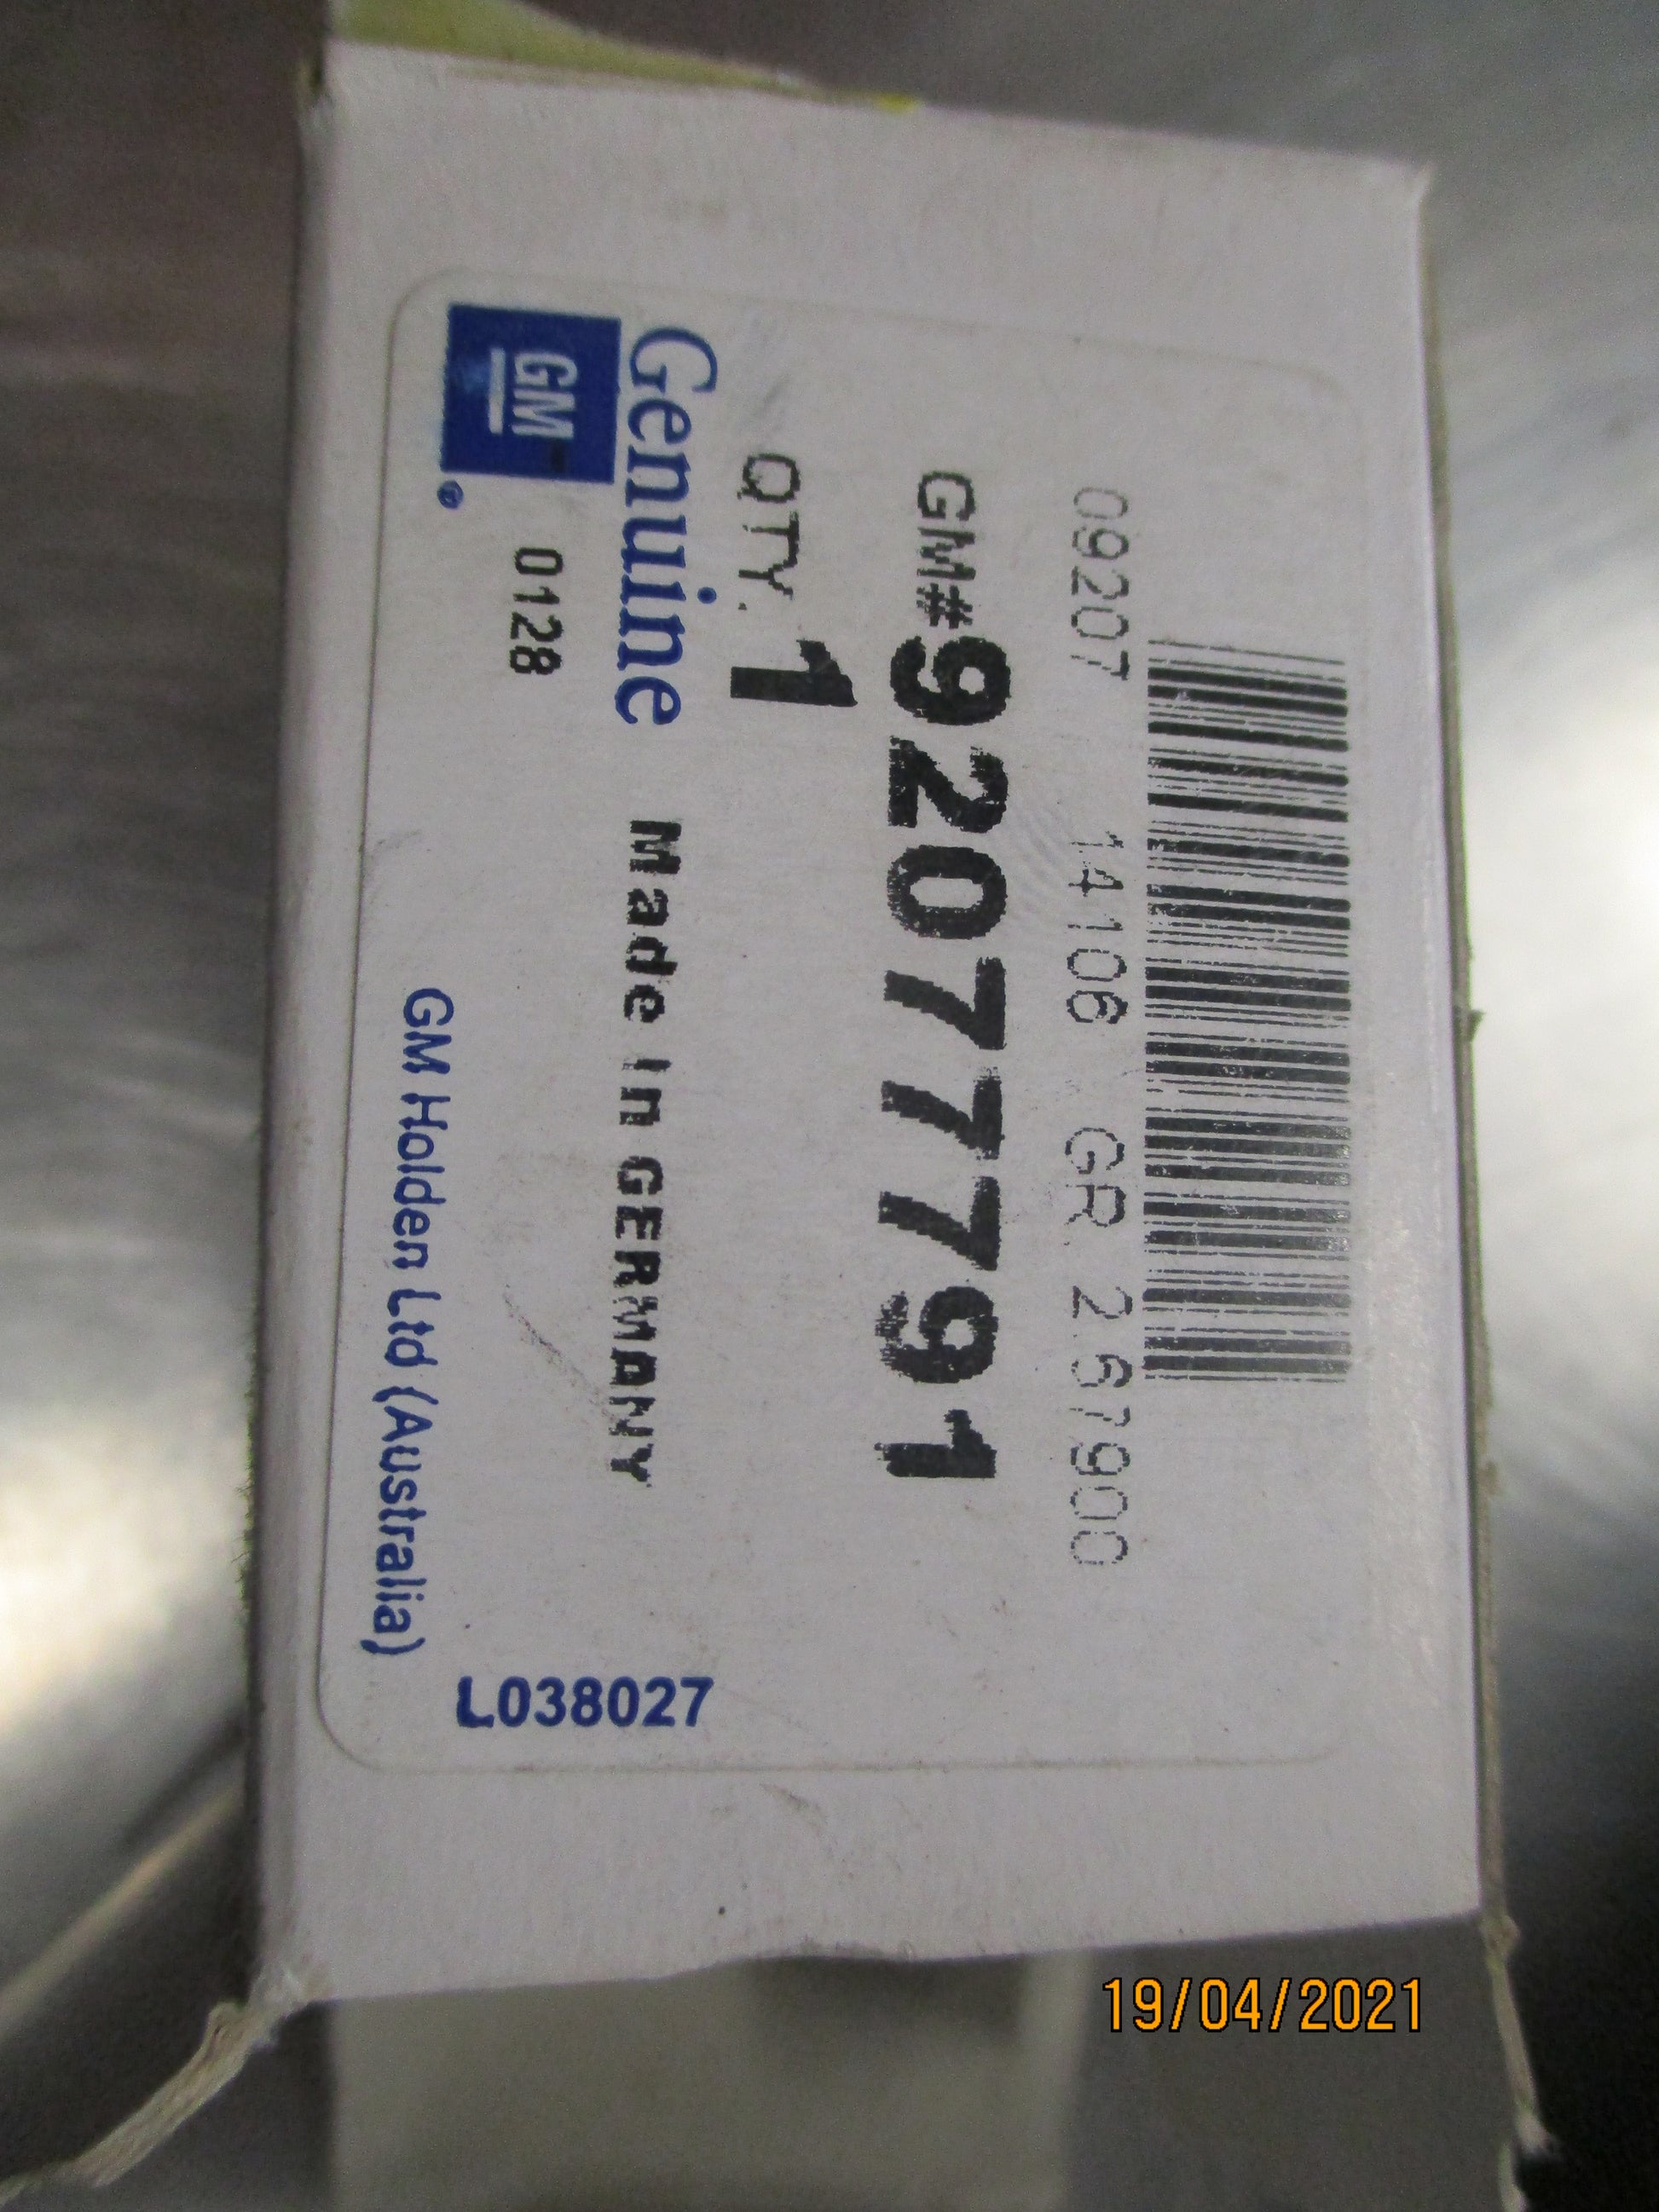 09207 14106 GR 267900
GM#92077791
QTY. 1
Genuine Made In GERMANY
GM 0128
®
GM Holden Ltd (Australia)
L038027
19/04/2021